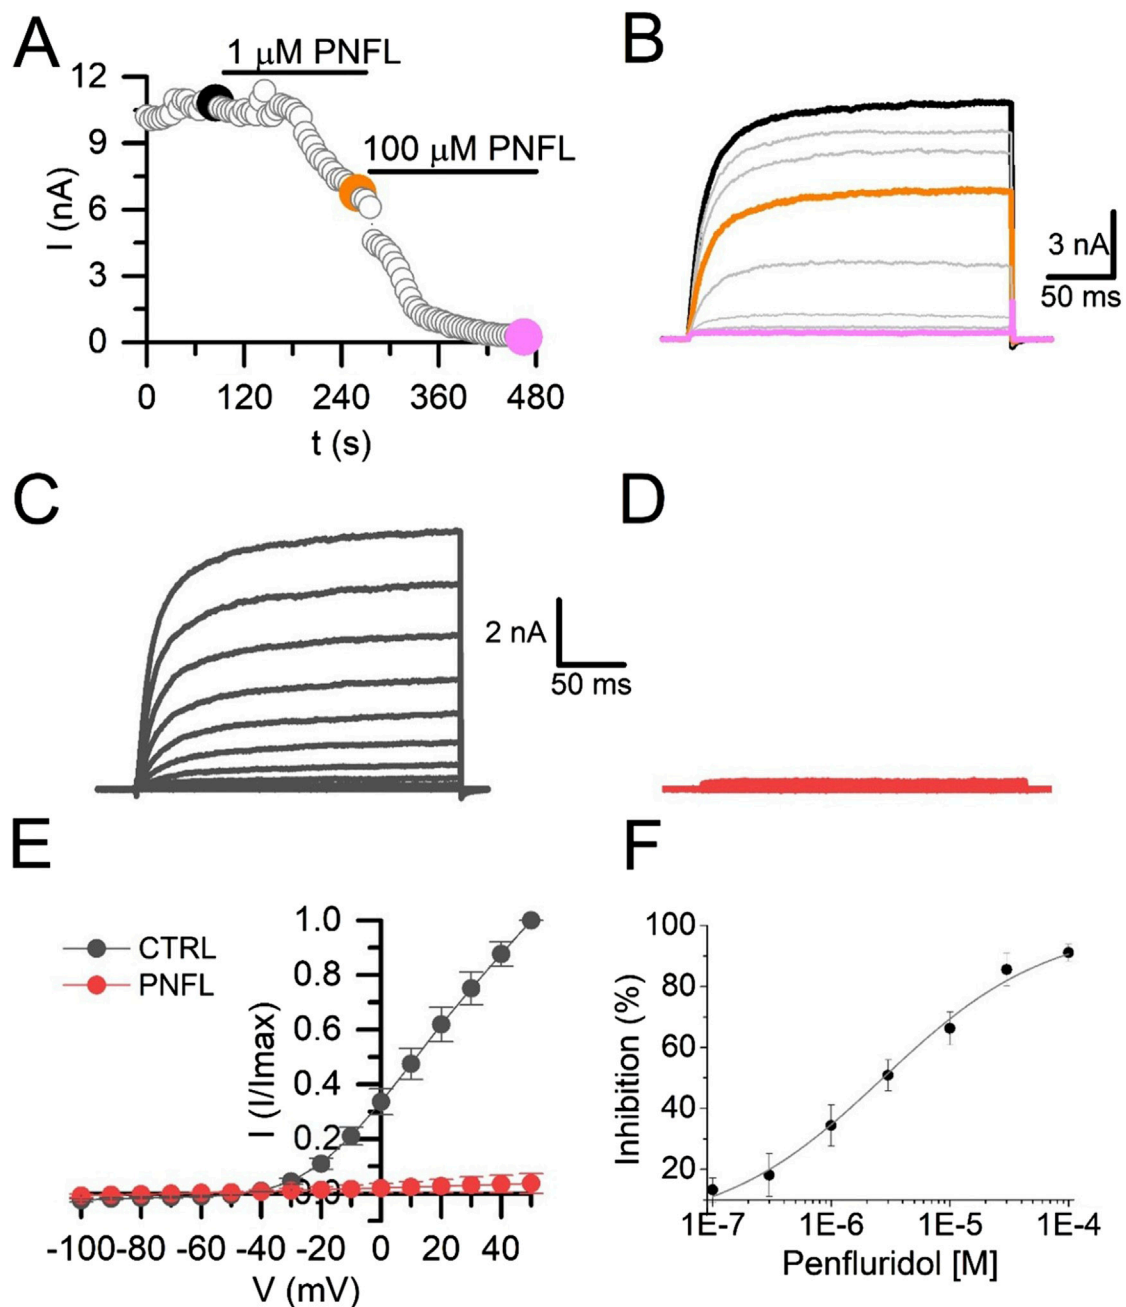 A
1 μM PNFL
100 μM PNFL
12
9
6
3
0
I (nA)
0 120 240 360 480
t (s)
B
3 nA
50 ms
C
2 nA
50 ms
D
E
CTRL
PNFL
1.0
0.8
0.6
0.4
0.2
0.0
I (I/Imax)
-100 -80 -60 -40 -20 0 20 40
V (mV)
F
100
80
60
40
20
Inhibition (%)
1E-7 1E-6 1E-5 1E-4
Penfluridol [M]